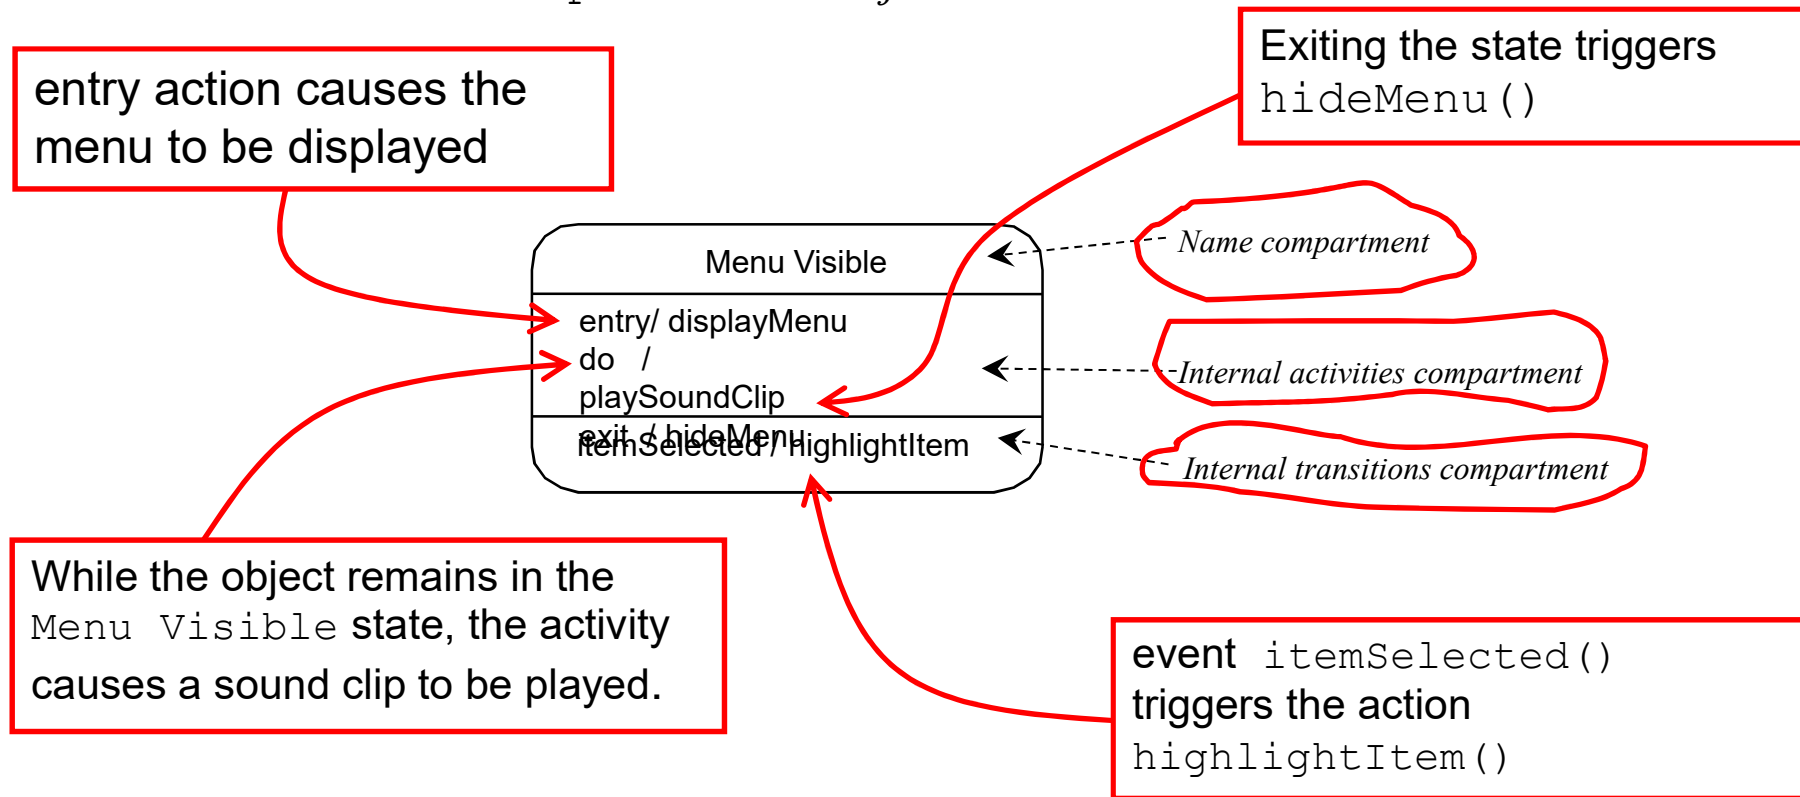 entry action causes the
menu to be displayed
Exiting the state triggers
hideMenu()
Menu Visible
Name compartment
entry/ displayMenu
do /
playSoundClip
exit / hideMenu
Internal activities compartment
itemSelected / highlightItem
Internal transitions compartment
While the object remains in the
Menu Visible state, the activity
causes a sound clip to be played.
event itemSelected()
triggers the action
highlightItem()